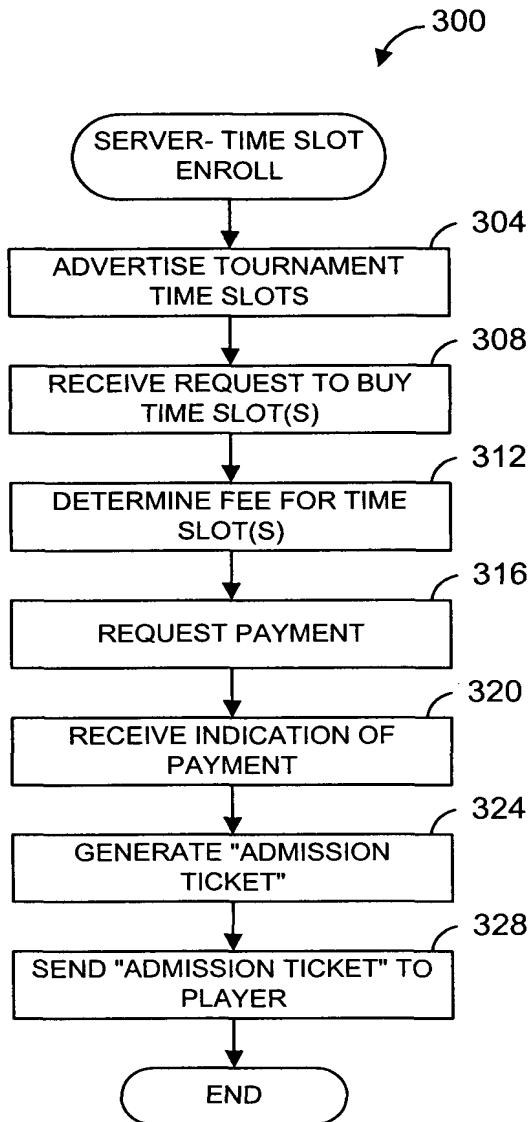 300
SERVER- TIME SLOT
ENROLL
304
ADVERTISE TOURNAMENT
TIME SLOTS
308
RECEIVE REQUEST TO BUY
TIME SLOT(S)
312
DETERMINE FEE FOR TIME
SLOT(S)
316
REQUEST PAYMENT
320
RECEIVE INDICATION OF
PAYMENT
324
GENERATE "ADMISSION
TICKET"
328
SEND "ADMISSION TICKET" TO
PLAYER
END